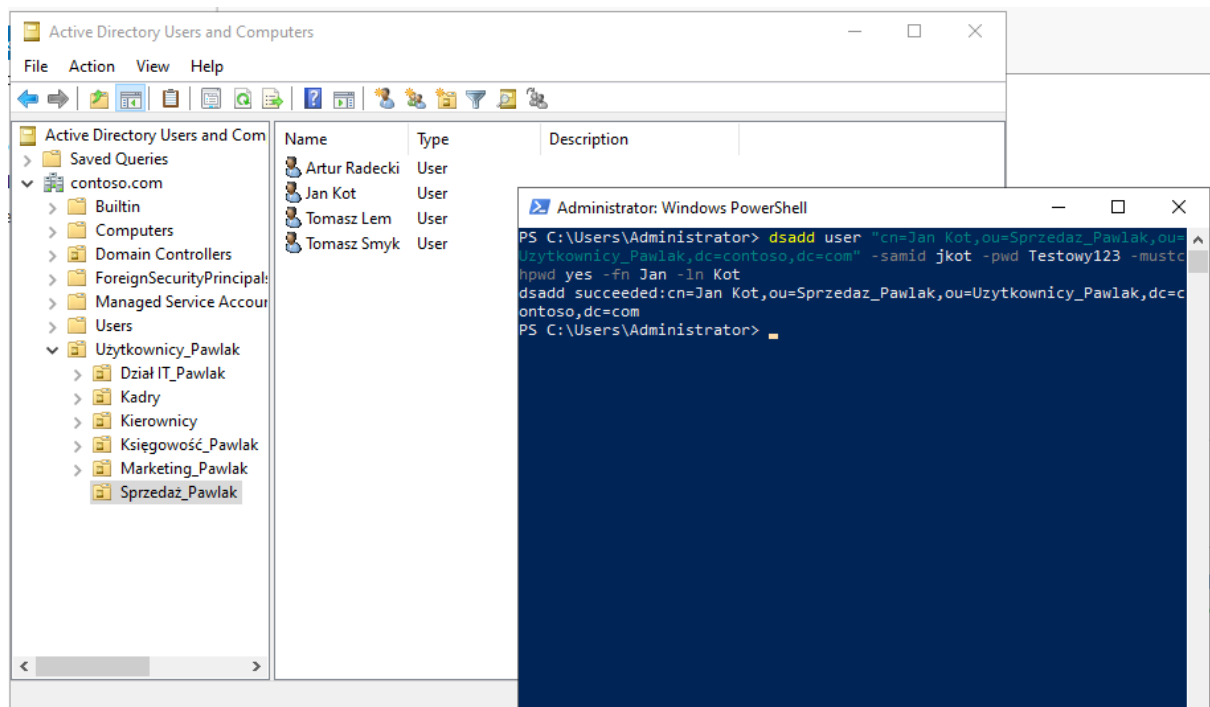 Active Directory Users and Computers
File Action View Help
Active Directory Users and Com
Saved Queries
contoso.com
Builtin
Computers
Domain Controllers
ForeignSecurityPrincipal:
Managed Service Accour
Users
Użytkownicy_Pawlak
Dział IT_Pawlak
Kadry
Kierownicy
Księgowość_Pawlak
Marketing_Pawlak
Sprzedaż_Pawlak
Name Type Description
Artur Radecki User
Jan Kot User
Tomasz Lem User
Tomasz Smyk User
Administrator: Windows PowerShell
PS C:\Users\Administrator> dsadd user "cn=Jan Kot,ou=Sprzedaz_Pawlak,ou=
Uzytkownicy_Pawlak,dc=contoso,dc=com" -samid jkot -pwd Testowy123 -mustc
hpwd yes -fn Jan -ln Kot
dsadd succeeded:cn=Jan Kot,ou=Sprzedaz_Pawlak,ou=Uzytkownicy_Pawlak,dc=c
ontoso,dc=com
PS C:\Users\Administrator>